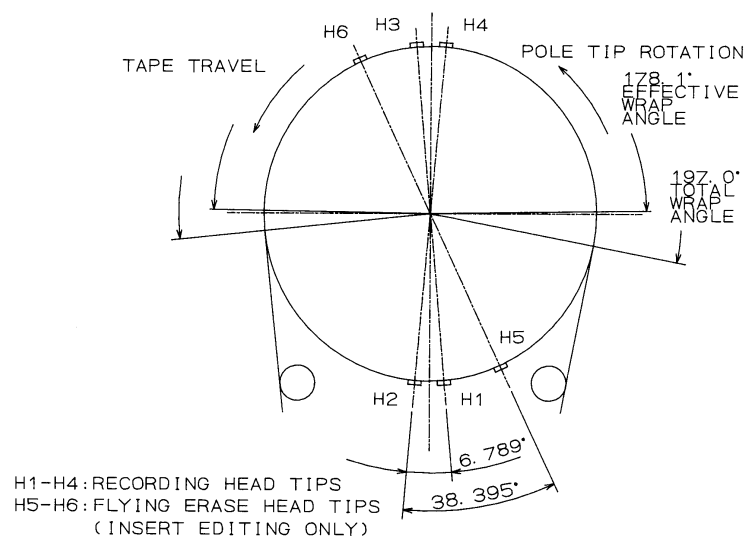 H6
H3
H4
TAPE TRAVEL
POLE TIP ROTATION
178. 1°
EFFECTIVE
WRAP
ANGLE
197. 0°
TOTAL
WRAP
ANGLE
H5
H2
H1
6. 789°
38. 395°
H1-H4:RECORDING HEAD TIPS
H5-H6:FLYING ERASE HEAD TIPS
(INSERT EDITING ONLY)